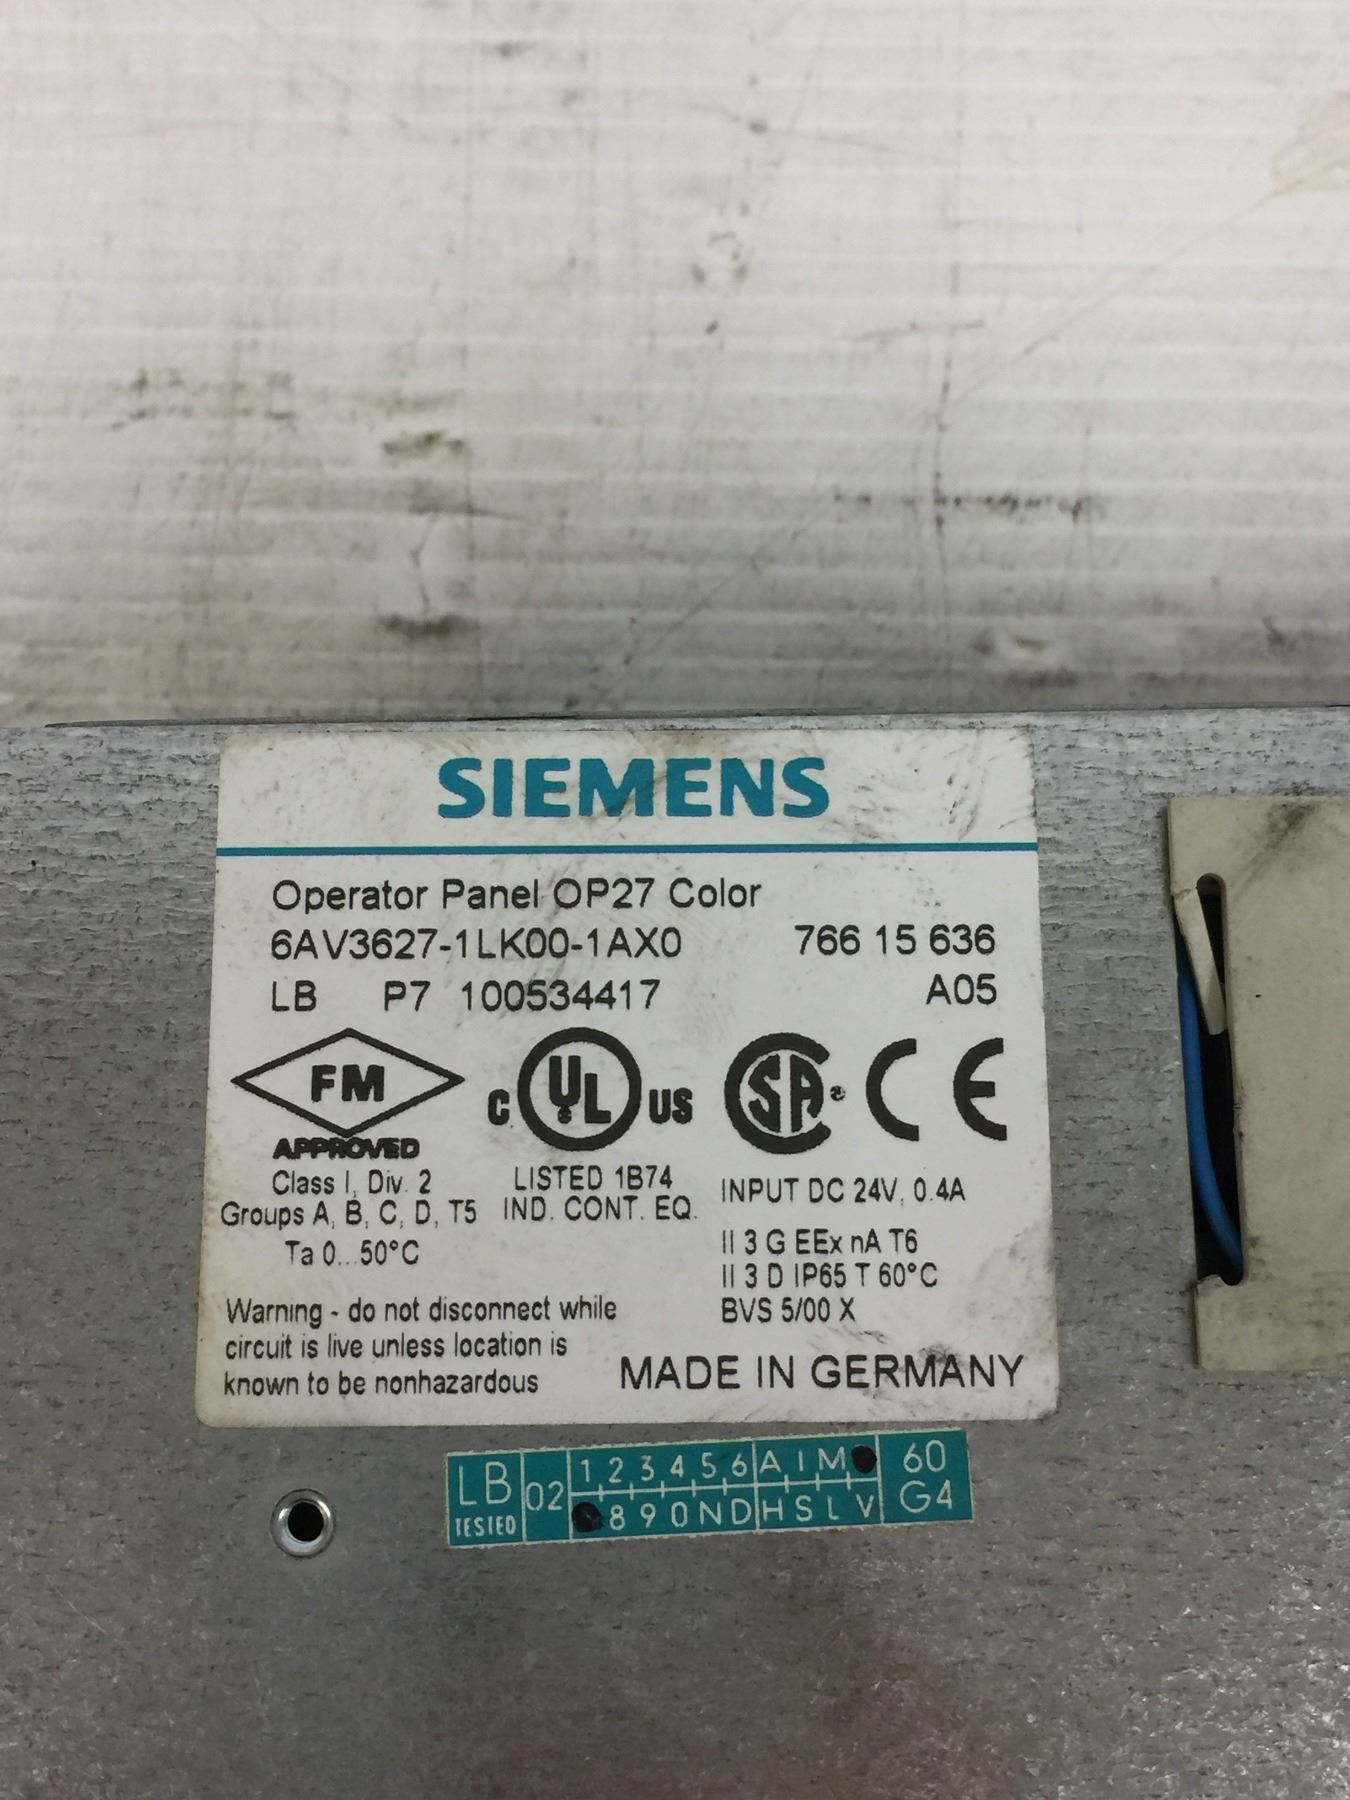 SIEMENS
Operator Panel OP27 Color
6AV3627-1LK00-1AX0 766 15 636
LB P7 100534417 A05
FM
APPROVED
C UL US
SA
CE
Class I, Div. 2
Groups A, B, C, D, T5
Ta 0...50°C
LISTED 1B74
IND. CONT. EQ.
INPUT DC 24V, 0.4A
II 3 G EEx nA T6
II 3 D IP65 T 60°C
BVS 5/00 X
Warning - do not disconnect while
circuit is live unless location is
known to be nonhazardous
MADE IN GERMANY
LB 02 1 2 3 4 5 6 A I M 60
TESTED 8 9 0 N D H S L V G4